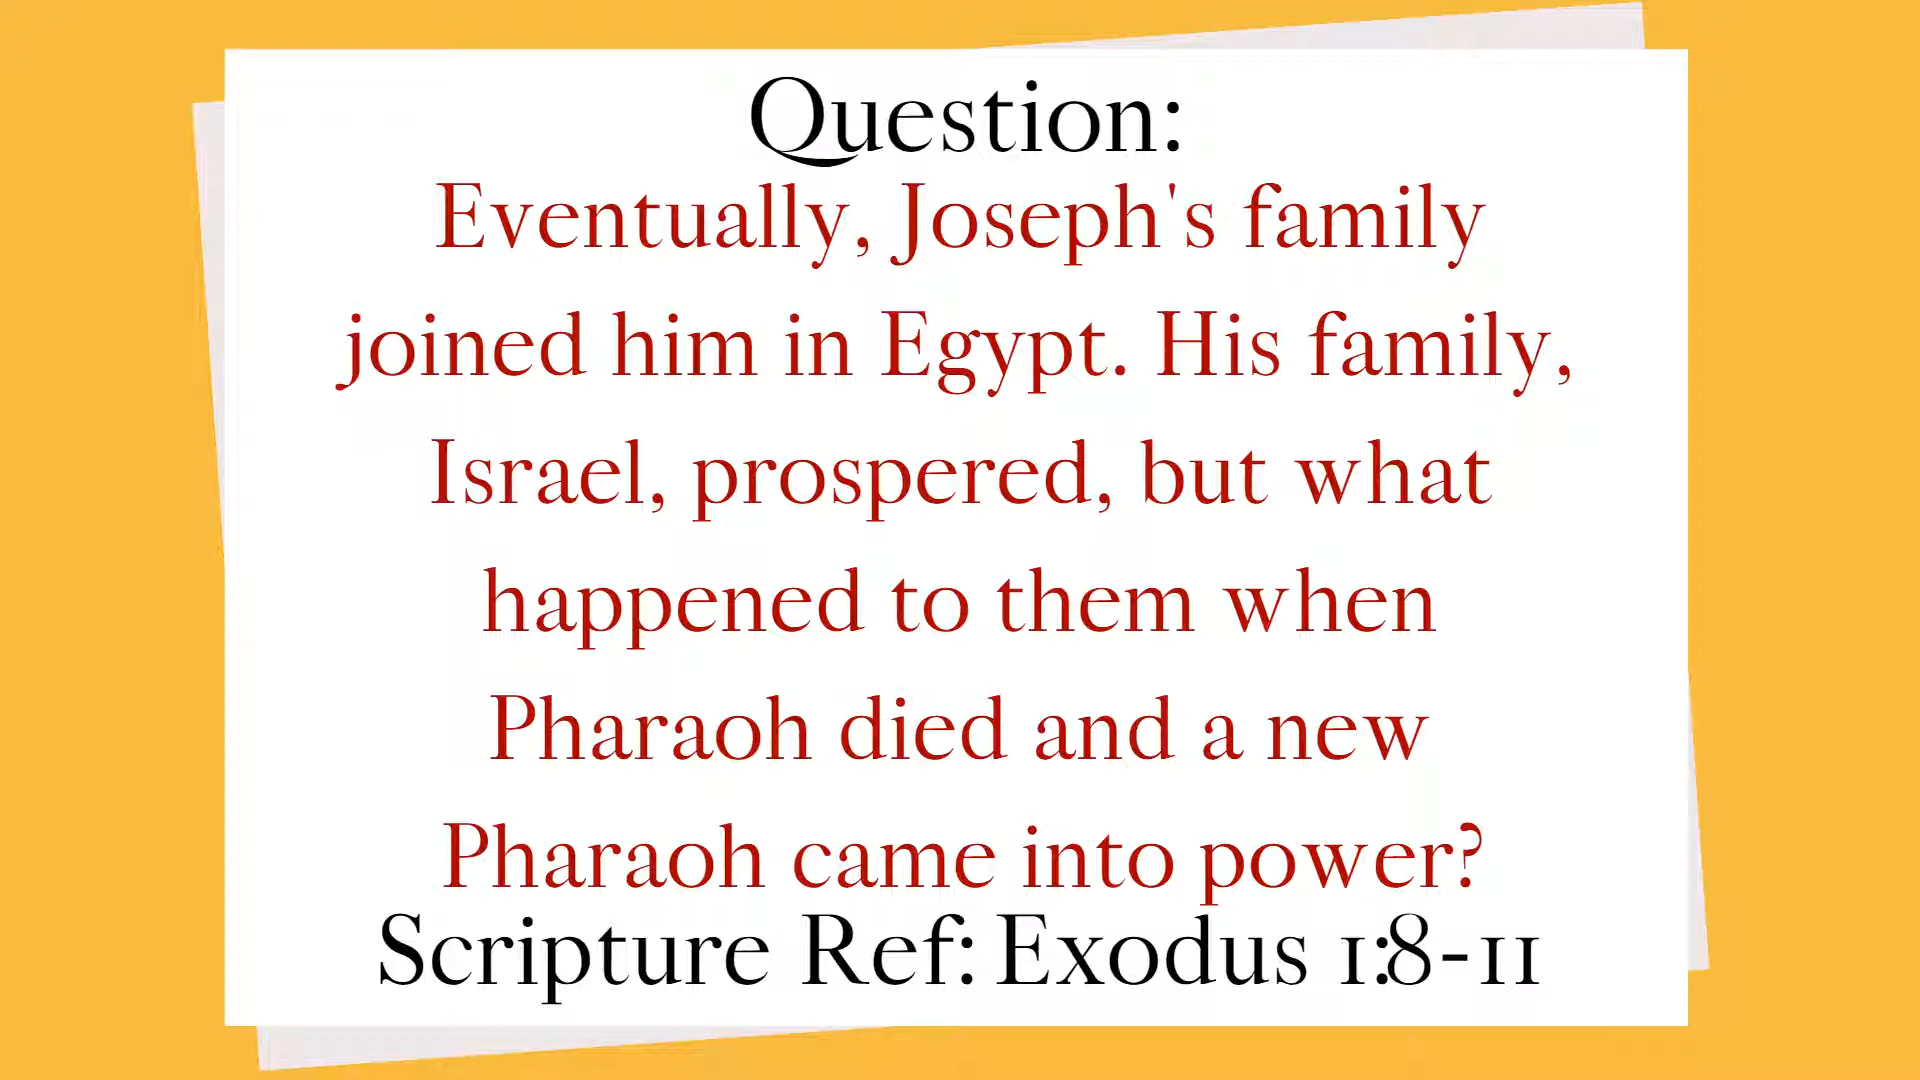 Question:
Eventually, Joseph's family
joined him in Egypt. His family,
Israel, prospered, but what
happened to them when
Pharaoh died and a new
Pharaoh came into power?
Scripture Ref: Exodus 1:8-11